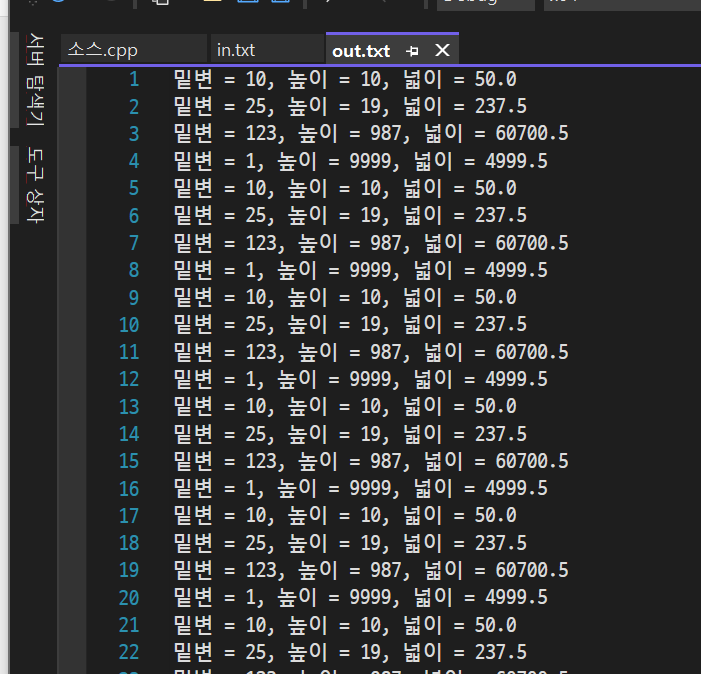 서버 탐색기
도구 상자
소스.cpp
in.txt
out.txt
1 밑변 = 10, 높이 = 10, 넓이 = 50.0
2 밑변 = 25, 높이 = 19, 넓이 = 237.5
3 밑변 = 123, 높이 = 987, 넓이 = 60700.5
4 밑변 = 1, 높이 = 9999, 넓이 = 4999.5
5 밑변 = 10, 높이 = 10, 넓이 = 50.0
6 밑변 = 25, 높이 = 19, 넓이 = 237.5
7 밑변 = 123, 높이 = 987, 넓이 = 60700.5
8 밑변 = 1, 높이 = 9999, 넓이 = 4999.5
9 밑변 = 10, 높이 = 10, 넓이 = 50.0
10 밑변 = 25, 높이 = 19, 넓이 = 237.5
11 밑변 = 123, 높이 = 987, 넓이 = 60700.5
12 밑변 = 1, 높이 = 9999, 넓이 = 4999.5
13 밑변 = 10, 높이 = 10, 넓이 = 50.0
14 밑변 = 25, 높이 = 19, 넓이 = 237.5
15 밑변 = 123, 높이 = 987, 넓이 = 60700.5
16 밑변 = 1, 높이 = 9999, 넓이 = 4999.5
17 밑변 = 10, 높이 = 10, 넓이 = 50.0
18 밑변 = 25, 높이 = 19, 넓이 = 237.5
19 밑변 = 123, 높이 = 987, 넓이 = 60700.5
20 밑변 = 1, 높이 = 9999, 넓이 = 4999.5
21 밑변 = 10, 높이 = 10, 넓이 = 50.0
22 밑변 = 25, 높이 = 19, 넓이 = 237.5